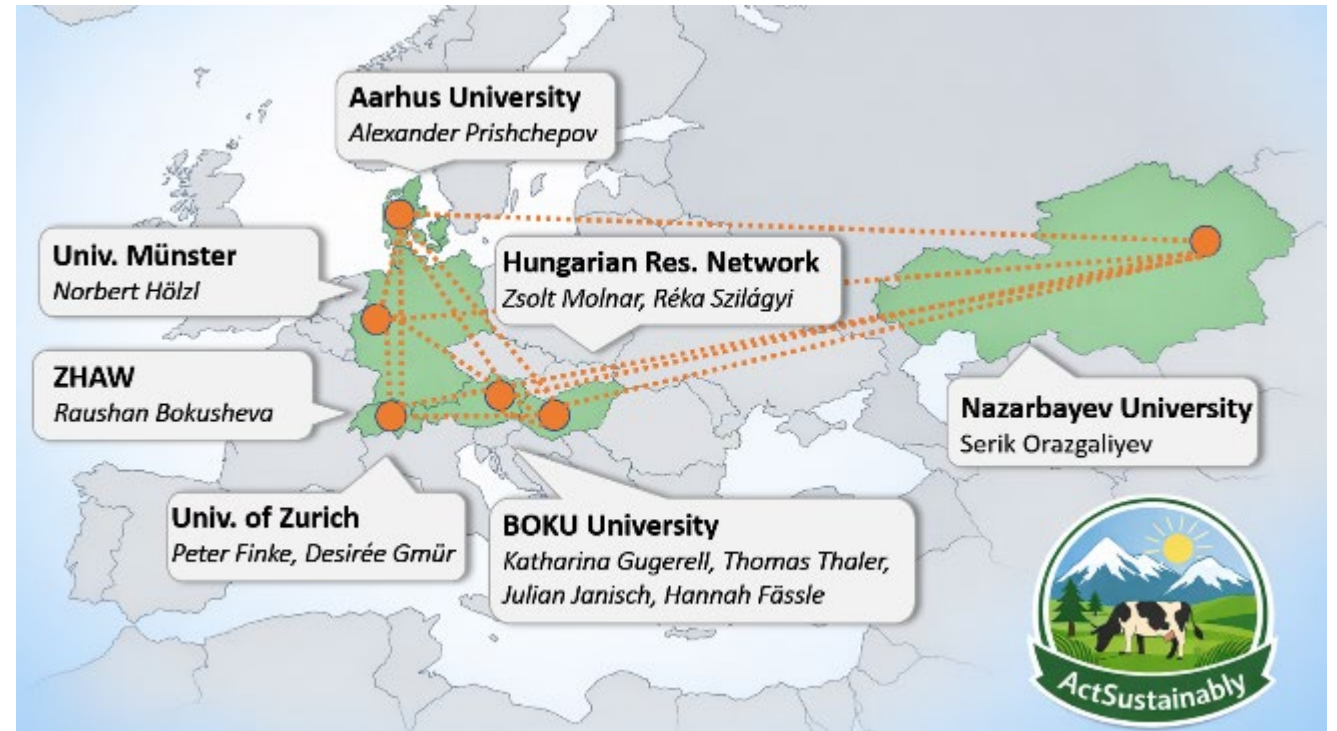 Aarhus University
Alexander Prishchepov
Univ. Münster
Norbert Hölzl
Hungarian Res. Network
Zsolt Molnar, Réka Szilágyi
ZHAW
Raushan Bokusheva
Nazarbayev University
Serik Orazgaliyev
Univ. of Zurich
Peter Finke, Desirée Gmür
BOKU University
Katharina Gugerell, Thomas Thaler,
Julian Janisch, Hannah Fässle
ActSustainably